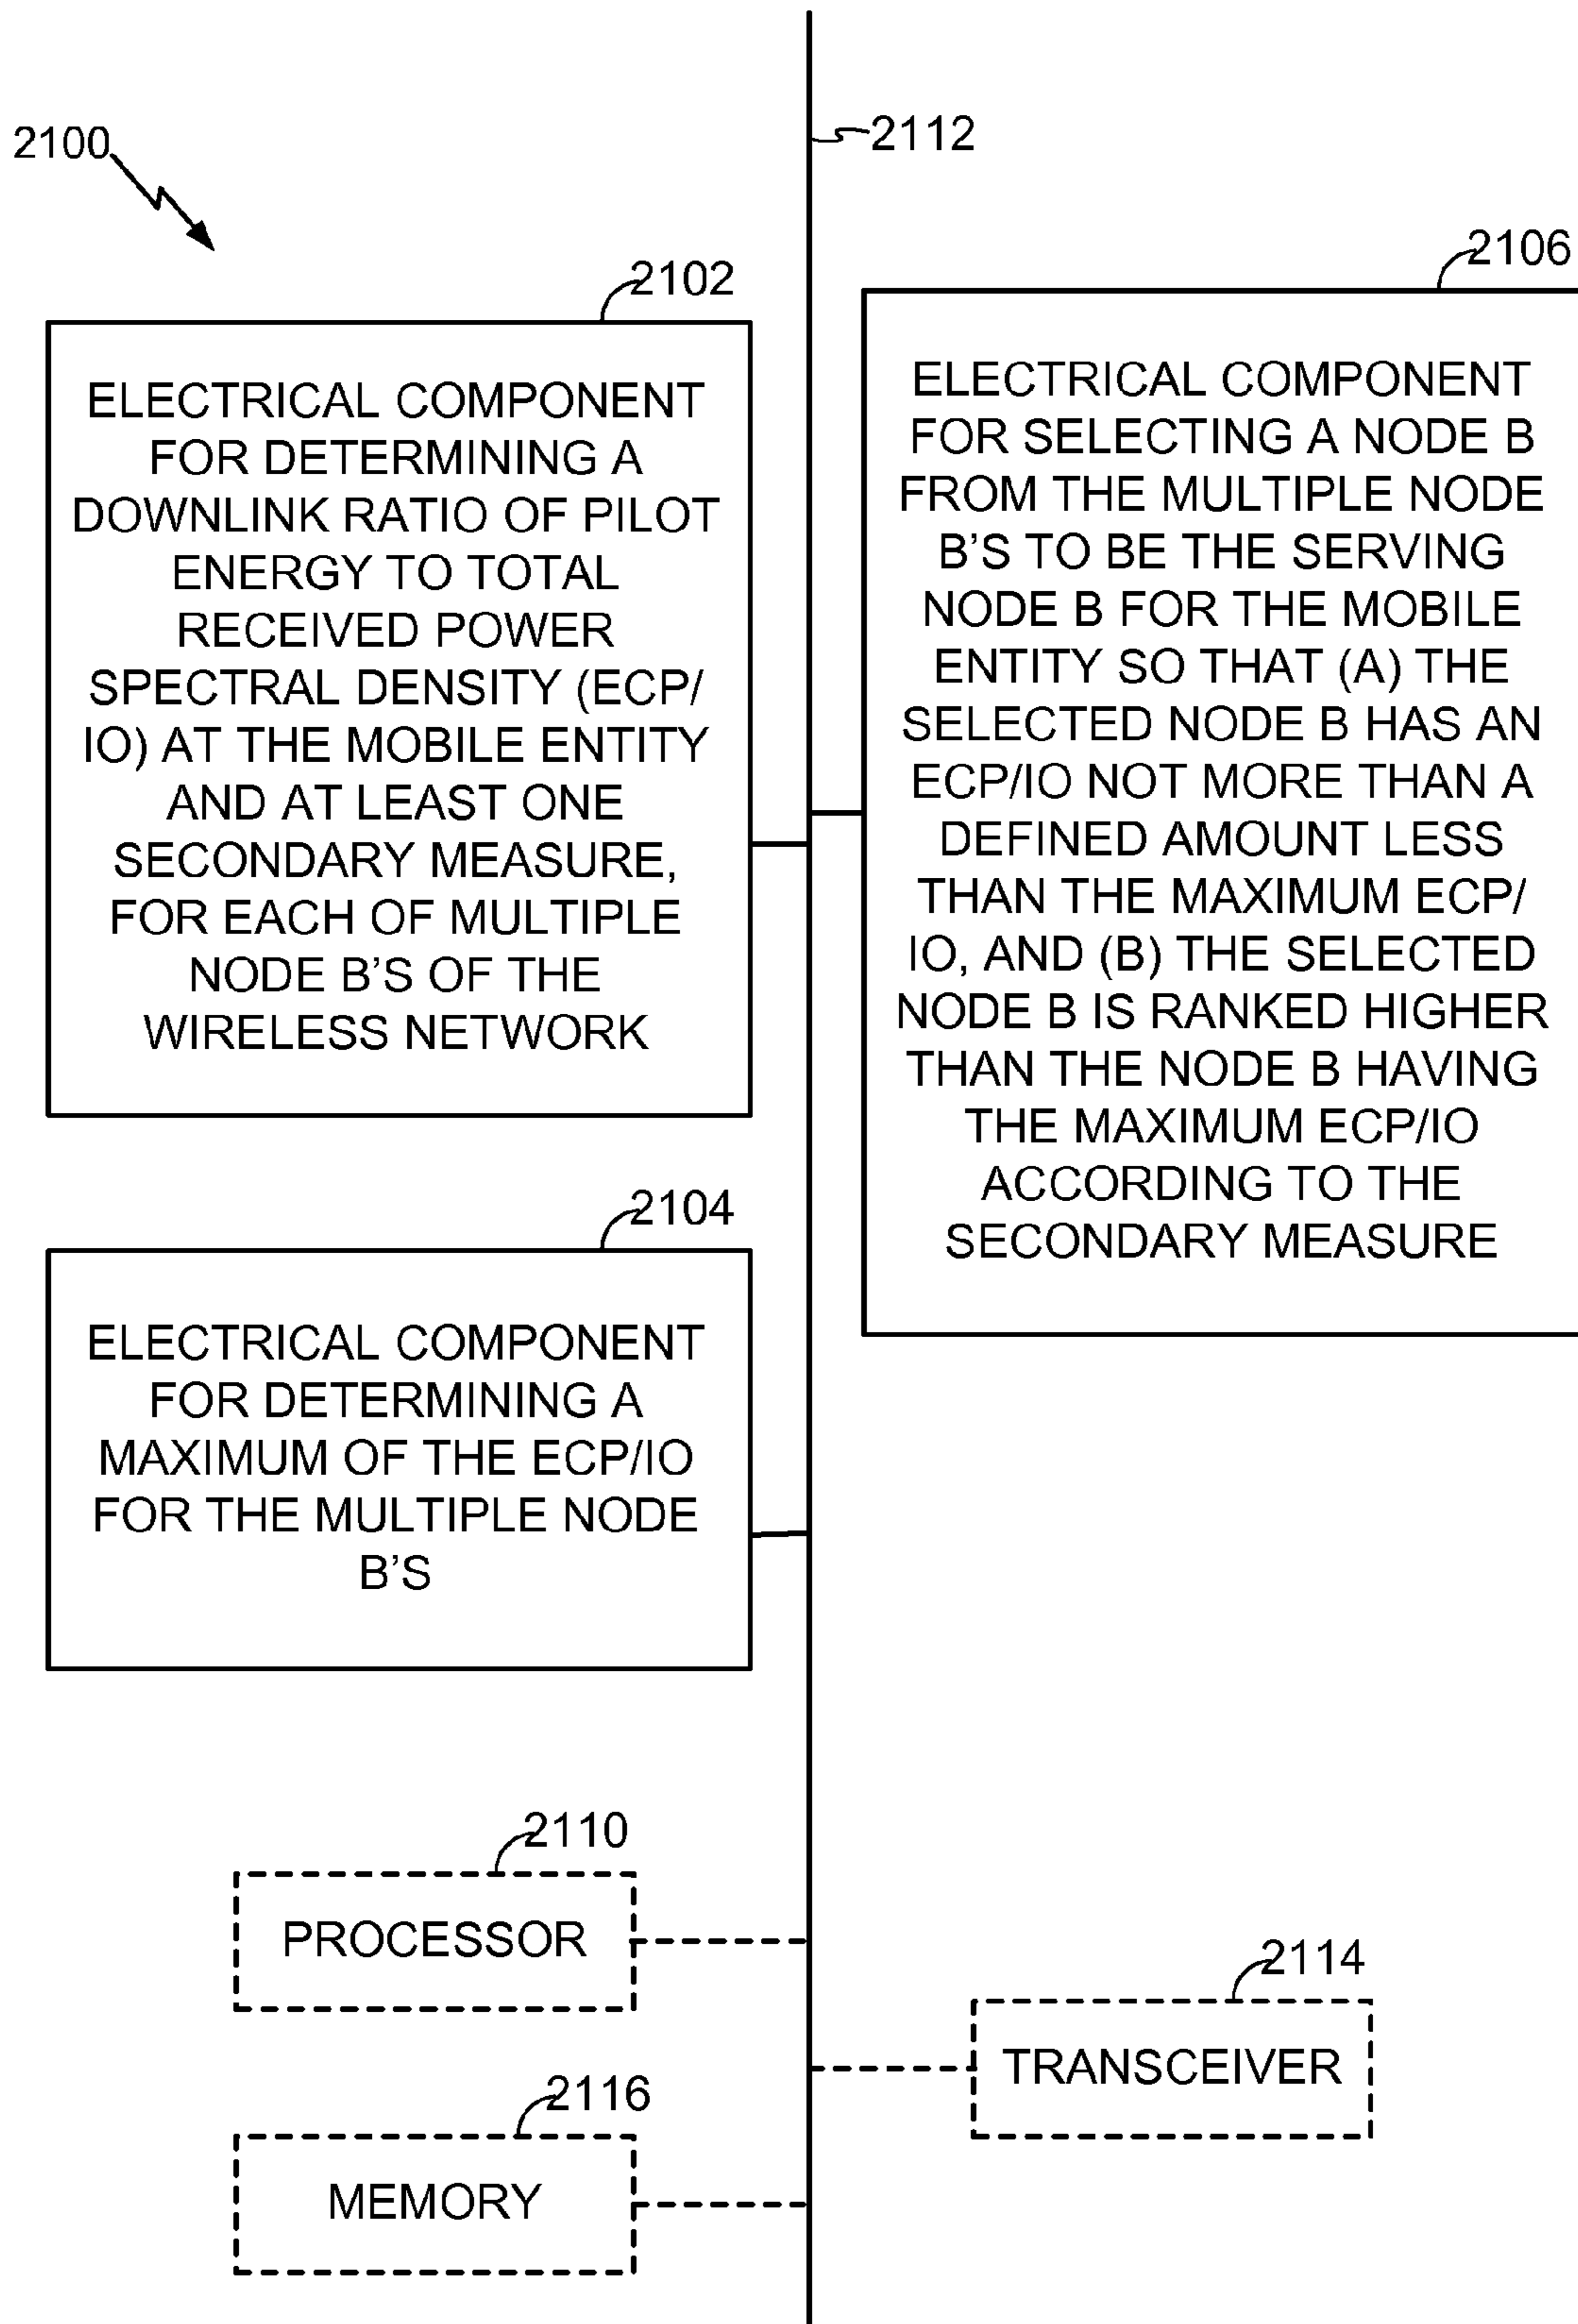 2100
2112
2102
ELECTRICAL COMPONENT
FOR DETERMINING A
DOWNLINK RATIO OF PILOT
ENERGY TO TOTAL
RECEIVED POWER
SPECTRAL DENSITY (ECP/
IO) AT THE MOBILE ENTITY
AND AT LEAST ONE
SECONDARY MEASURE,
FOR EACH OF MULTIPLE
NODE B'S OF THE
WIRELESS NETWORK
2106
ELECTRICAL COMPONENT
FOR SELECTING A NODE B
FROM THE MULTIPLE NODE
B'S TO BE THE SERVING
NODE B FOR THE MOBILE
ENTITY SO THAT (A) THE
SELECTED NODE B HAS AN
ECP/IO NOT MORE THAN A
DEFINED AMOUNT LESS
THAN THE MAXIMUM ECP/
IO, AND (B) THE SELECTED
NODE B IS RANKED HIGHER
THAN THE NODE B HAVING
THE MAXIMUM ECP/IO
ACCORDING TO THE
SECONDARY MEASURE
2104
ELECTRICAL COMPONENT
FOR DETERMINING A
MAXIMUM OF THE ECP/IO
FOR THE MULTIPLE NODE
B'S
2110
PROCESSOR
2114
TRANSCEIVER
2116
MEMORY